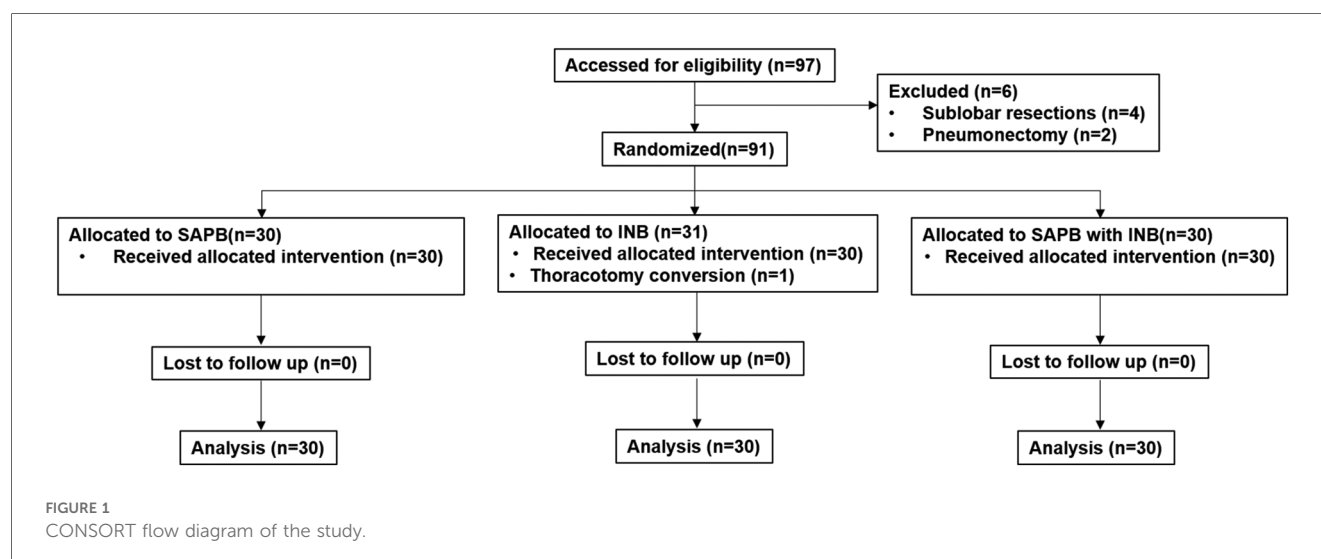 Accessed for eligibility (n=97)
Excluded (n=6)
• Sublobar resections (n=4)
• Pneumonectomy (n=2)
Randomized(n=91)
Allocated to SAPB(n=30)
• Received allocated intervention (n=30)
Allocated to INB (n=31)
• Received allocated intervention (n=30)
• Thoracotomy conversion (n=1)
Allocated to SAPB with INB(n=30)
• Received allocated intervention (n=30)
Lost to follow up (n=0)
Lost to follow up (n=0)
Lost to follow up (n=0)
Analysis (n=30)
Analysis (n=30)
Analysis (n=30)
FIGURE 1
CONSORT flow diagram of the study.